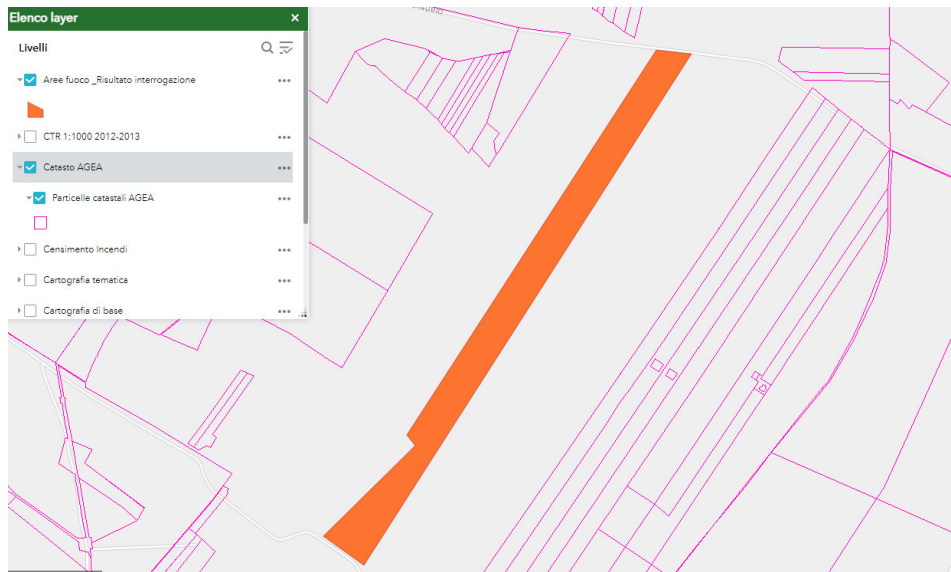 Elenco layer
×
Livelli
Aree fuoco _Risultato interrogazione
CTR 1:1000 2012-2013
Catasto AGEA
Particelle catastali AGEA
Censimento Incendi
Cartografia tematica
Cartografia di base